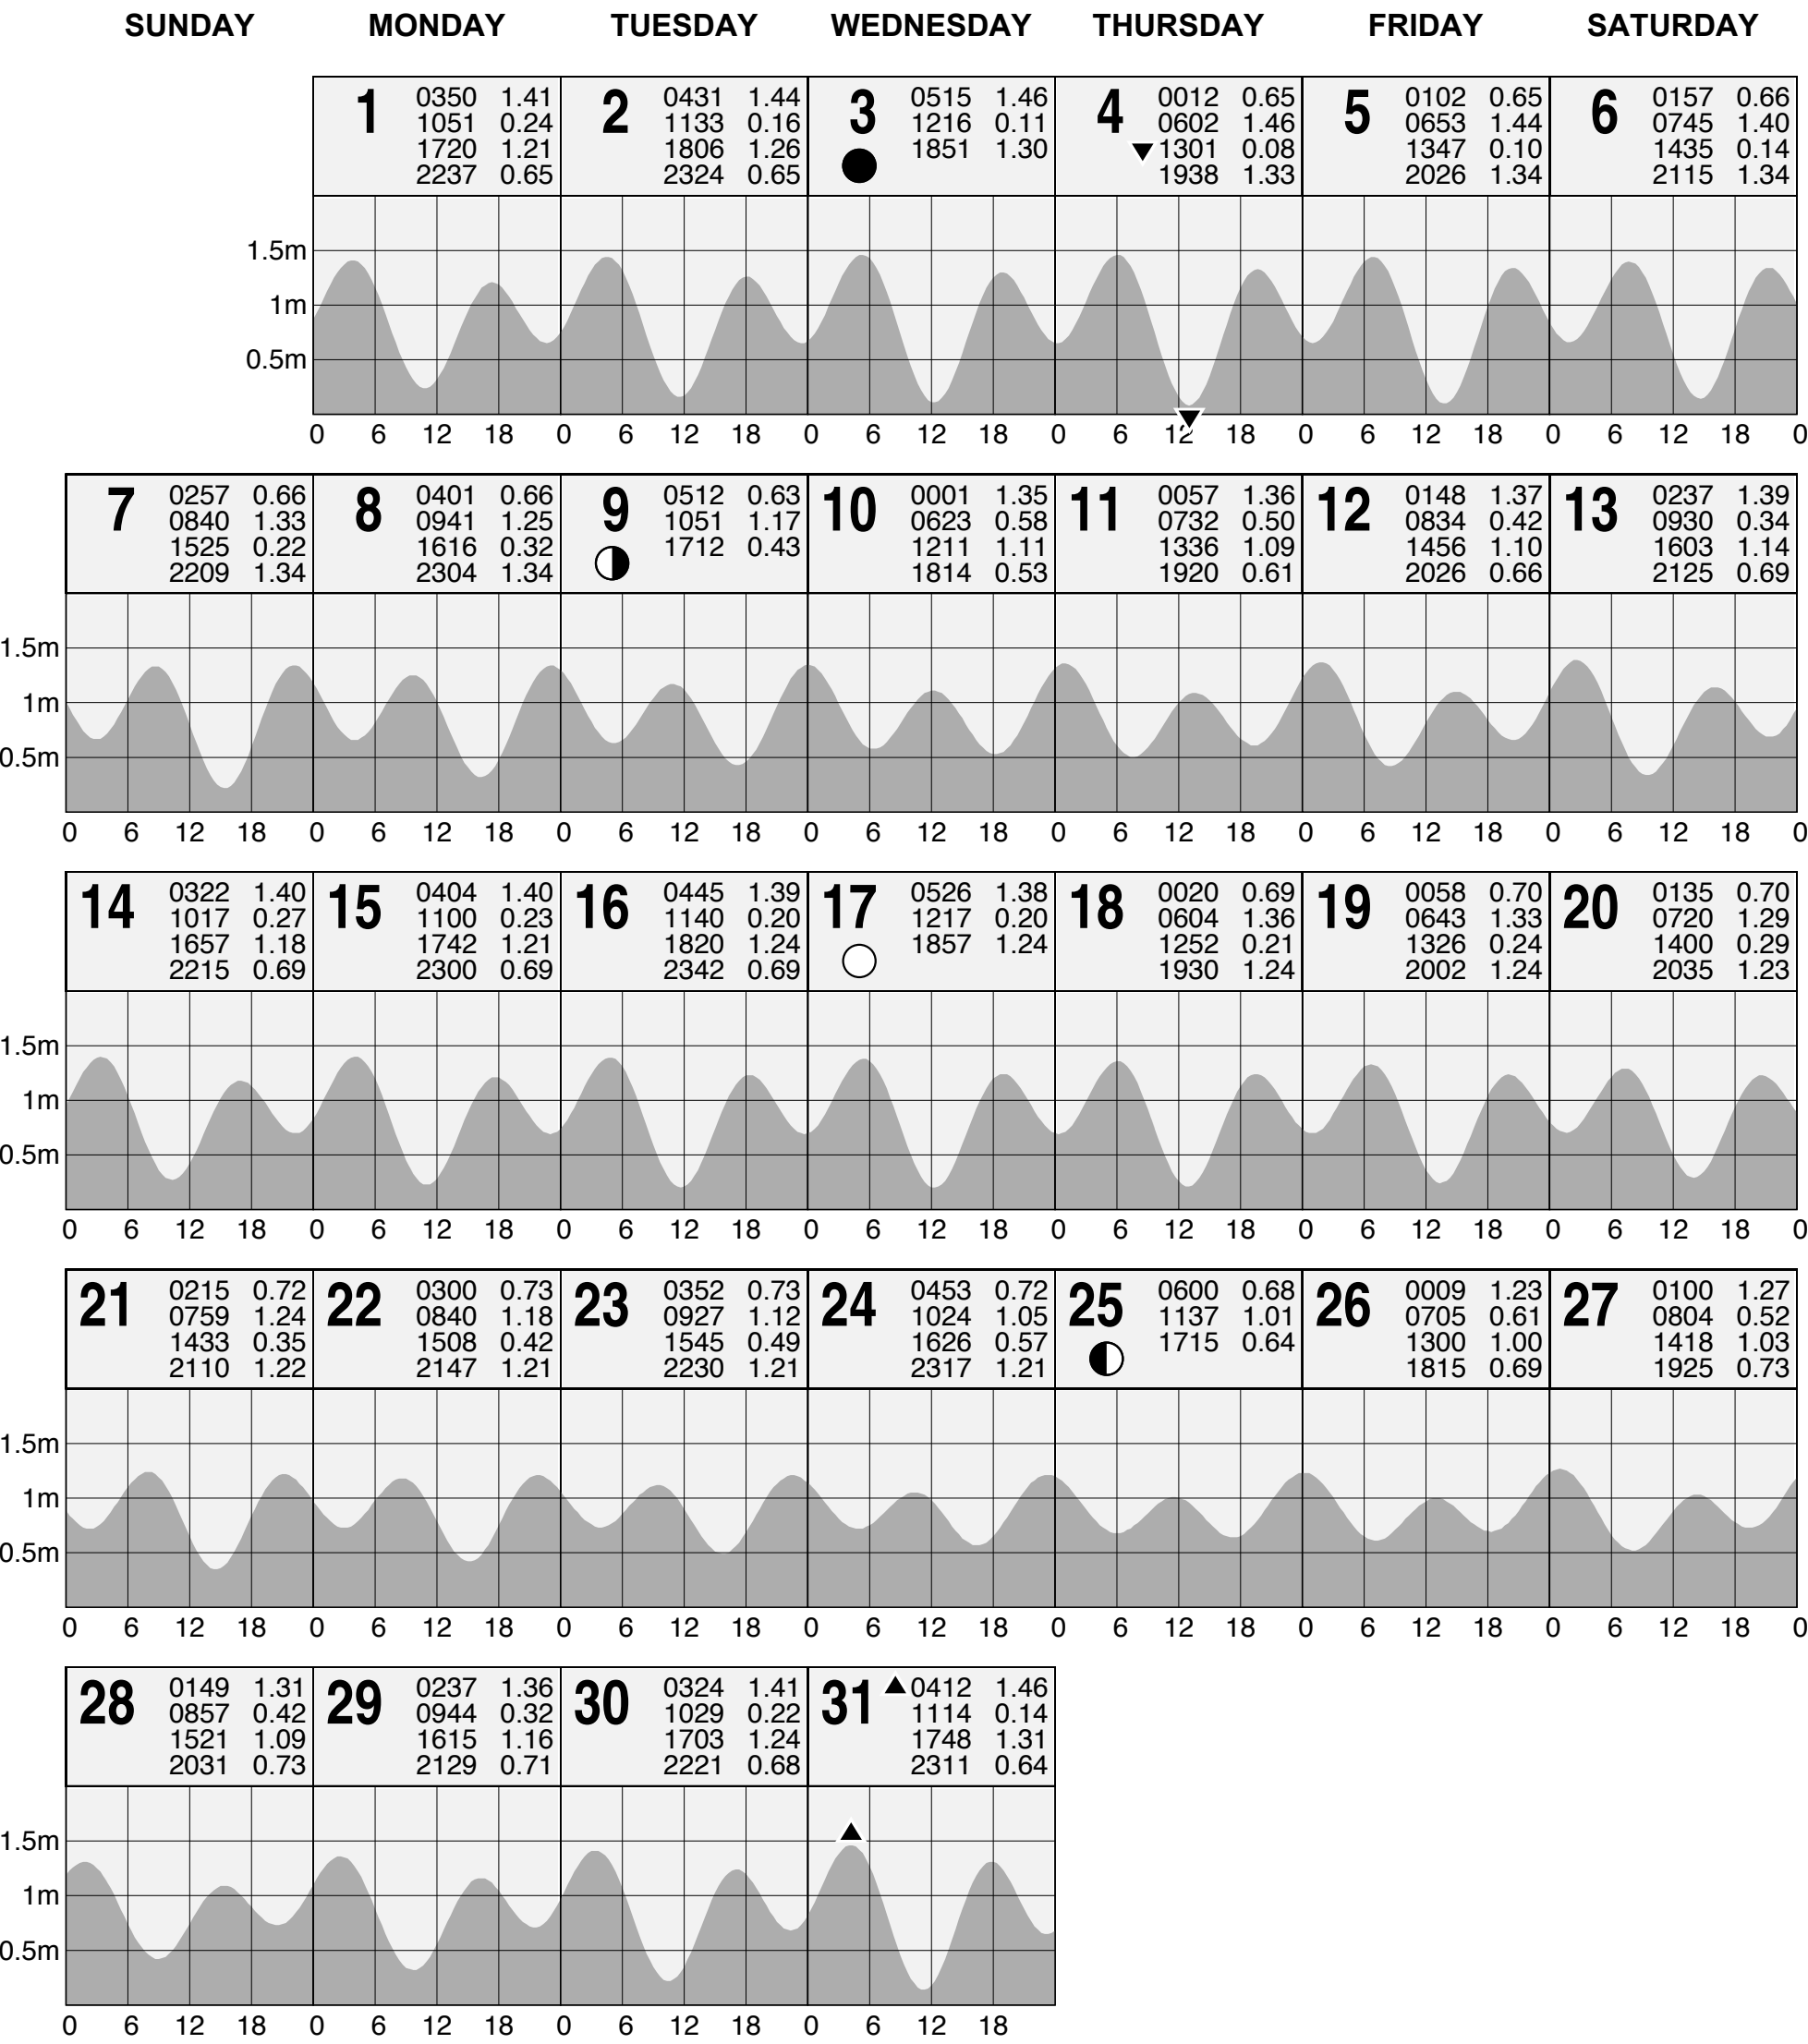 SUNDAY MONDAY TUESDAY WEDNESDAY THURSDAY FRIDAY SATURDAY
1 0350 1.41
1051 0.24
1720 1.21
2237 0.65
2 0431 1.44
1133 0.16
1806 1.26
2324 0.65
3 0515 1.46
1216 0.11
1851 1.30
4 0012 0.65
0602 1.46
1301 0.08
1938 1.33
5 0102 0.65
0653 1.44
1347 0.10
2026 1.34
6 0157 0.66
0745 1.40
1435 0.14
2115 1.34
1.5m
1m
0.5m
0 6 12 18 0 6 12 18 0 6 12 18 0 6 12 18 0 6 12 18 0 6 12 18 0
7 0257 0.66
0840 1.33
1525 0.22
2209 1.34
8 0401 0.66
0941 1.25
1616 0.32
2304 1.34
9 0512 0.63
1051 1.17
1712 0.43
10 0001 1.35
0623 0.58
1211 1.11
1814 0.53
11 0057 1.36
0732 0.50
1336 1.09
1920 0.61
12 0148 1.37
0834 0.42
1456 1.10
2026 0.66
13 0237 1.39
0930 0.34
1603 1.14
2125 0.69
1.5m
1m
0.5m
0 6 12 18 0 6 12 18 0 6 12 18 0 6 12 18 0 6 12 18 0 6 12 18 0 6 12 18 0
14 0322 1.40
1017 0.27
1657 1.18
2215 0.69
15 0404 1.40
1100 0.23
1742 1.21
2300 0.69
16 0445 1.39
1140 0.20
1820 1.24
2342 0.69
17 0526 1.38
1217 0.20
1857 1.24
18 0020 0.69
0604 1.36
1252 0.21
1930 1.24
19 0058 0.70
0643 1.33
1326 0.24
2002 1.24
20 0135 0.70
0720 1.29
1400 0.29
2035 1.23
1.5m
1m
0.5m
0 6 12 18 0 6 12 18 0 6 12 18 0 6 12 18 0 6 12 18 0 6 12 18 0 6 12 18 0
21 0215 0.72
0759 1.24
1433 0.35
2110 1.22
22 0300 0.73
0840 1.18
1508 0.42
2147 1.21
23 0352 0.73
0927 1.12
1545 0.49
2230 1.21
24 0453 0.72
1024 1.05
1626 0.57
2317 1.21
25 0600 0.68
1137 1.01
1715 0.64
26 0009 1.23
0705 0.61
1300 1.00
1815 0.69
27 0100 1.27
0804 0.52
1418 1.03
1925 0.73
1.5m
1m
0.5m
0 6 12 18 0 6 12 18 0 6 12 18 0 6 12 18 0 6 12 18 0 6 12 18 0 6 12 18 0
28 0149 1.31
0857 0.42
1521 1.09
2031 0.73
29 0237 1.36
0944 0.32
1615 1.16
2129 0.71
30 0324 1.41
1029 0.22
1703 1.24
2221 0.68
31 0412 1.46
1114 0.14
1748 1.31
2311 0.64
1.5m
1m
0.5m
0 6 12 18 0 6 12 18 0 6 12 18 0 6 12 18